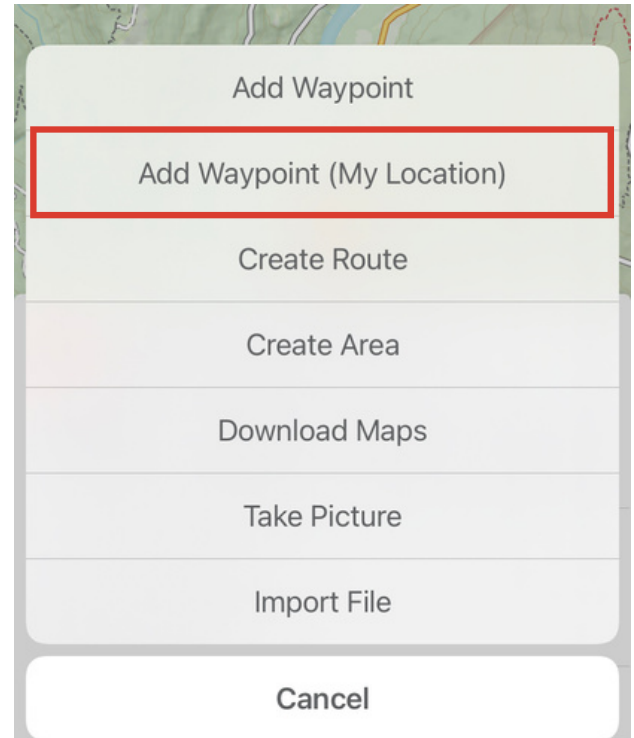 Add Waypoint
Add Waypoint (My Location)
Create Route
Create Area
Download Maps
Take Picture
Import File
Cancel